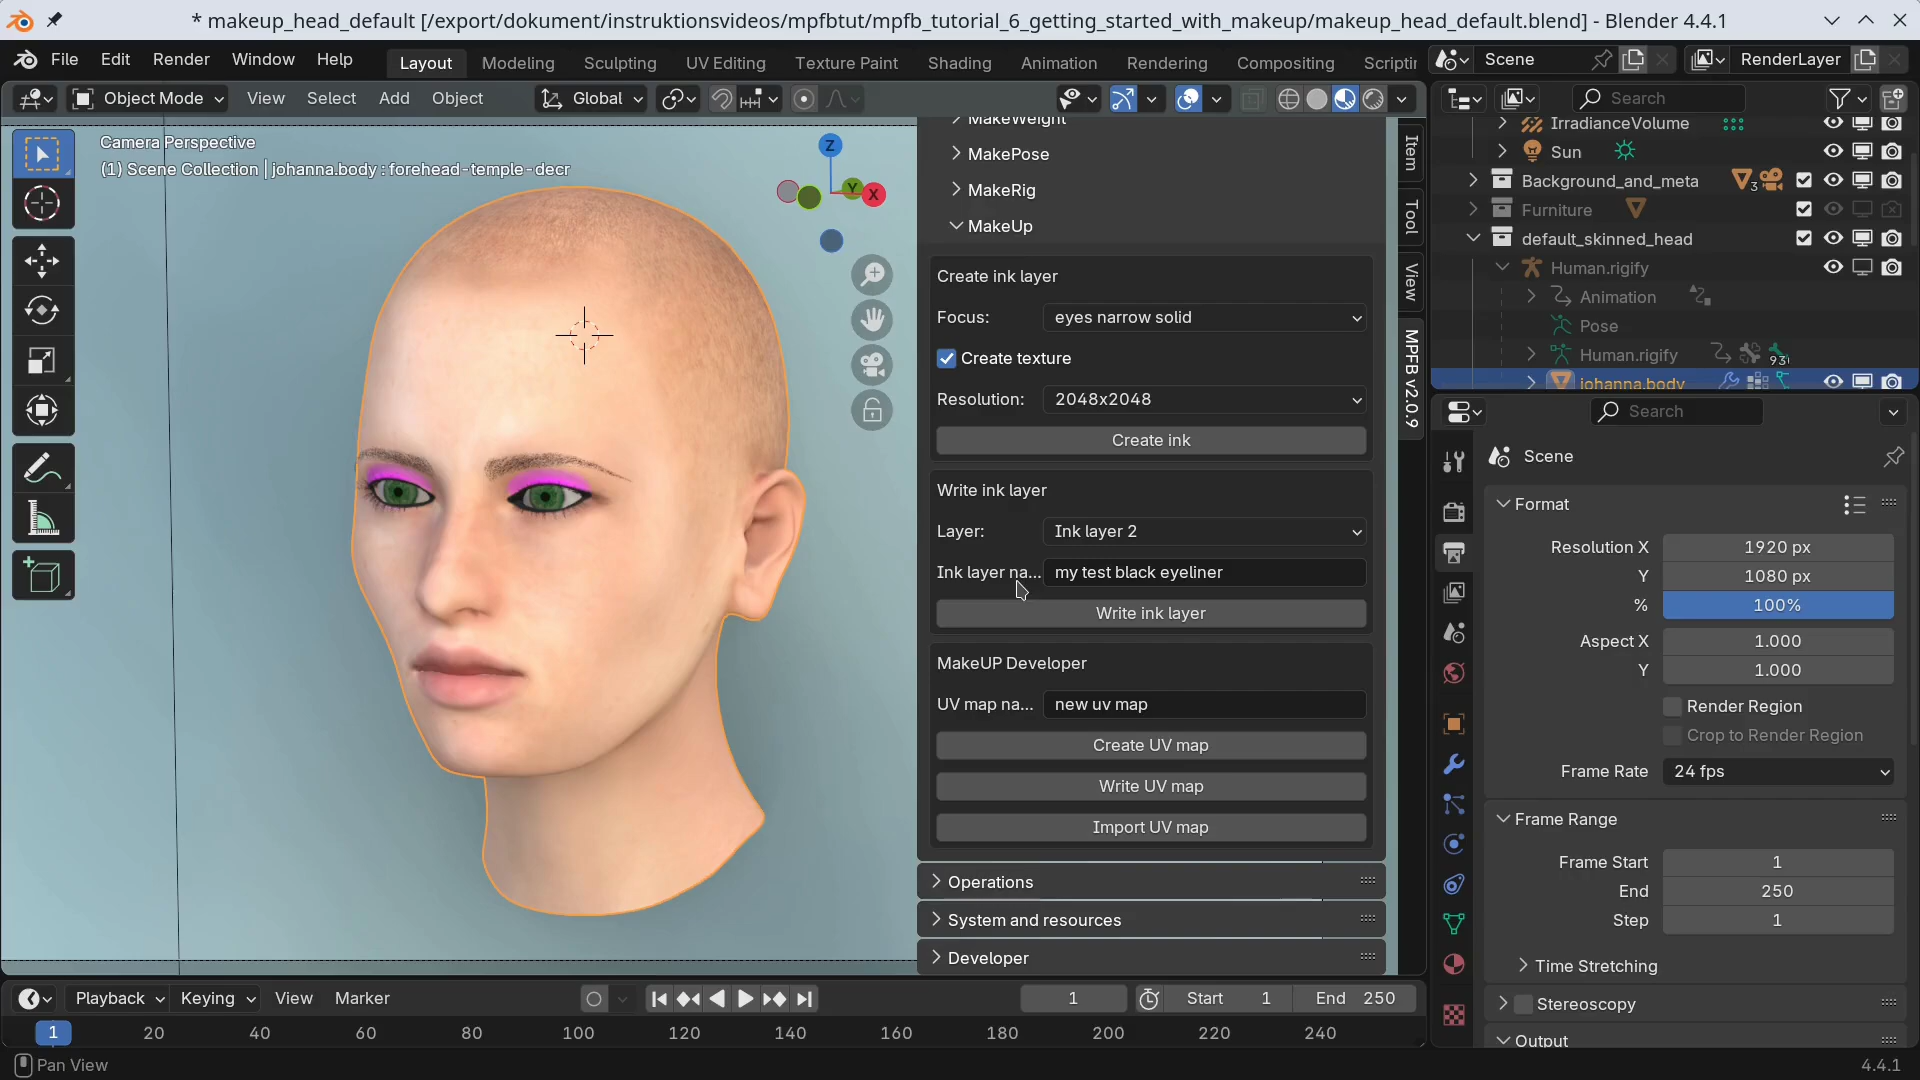 * makeup_head_default [/export/dokument/instruktionsvideos/mpfbtut/mpfb_tutorial_6_getting_started_with_makeup/makeup_head_default.blend] - Blender 4.4.1
File Edit Render Window Help
Layout Modeling Sculpting UV Editing Texture Paint Shading Animation Rendering Compositing Scriptin
Scene
RenderLayer
Object Mode View Select Add Object
Global
Search
Camera Perspective
(1) Scene Collection | johanna.body : forehead-temple-decr
Z
Y
X
MakeWeight
MakePose
MakeRig
MakeUp
Create ink layer
Focus: eyes narrow solid
Create texture
Resolution: 2048x2048
Create ink
Write ink layer
Layer: Ink layer 2
Ink layer na... my test black eyeliner
Write ink layer
MakeUP Developer
UV map na... new uv map
Create UV map
Write UV map
Import UV map
Operations
System and resources
Developer
Item
Tool
View
MPFB v2.0.9
IrradianceVolume
Sun
Background_and_meta 3
Furniture
default_skinned_head
Human.rigify
Animation
Pose
Human.rigify 93
johanna.body
Search
Scene
Format
Resolution X 1920 px
Y 1080 px
% 100%
Aspect X 1.000
Y 1.000
Render Region
Crop to Render Region
Frame Rate 24 fps
Frame Range
Frame Start 1
End 250
Step 1
Time Stretching
Stereoscopy
Output
Playback Keying View Marker
1
Start 1 End 250
1 20 40 60 80 100 120 140 160 180 200 220 240
Pan View
4.4.1